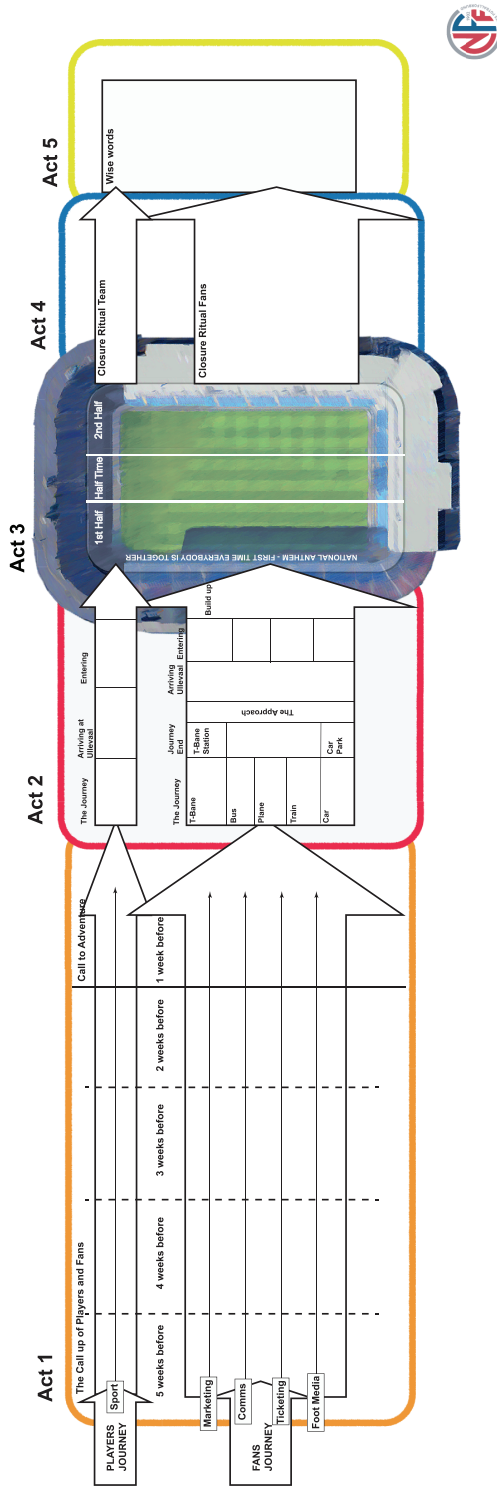 Act 1
The Call up of Players and Fans
Call to Adventure
PLAYERS
JOURNEY
Sport
5 weeks before
4 weeks before
3 weeks before
2 weeks before
1 week before
FANS
JOURNEY
Marketing
Comms
Ticketing
Foot Media
Act 2
The Journey
Arriving at
Ullevaal
Entering
The Journey
Journey
End
Arriving
Ullevaal
Entering
Build up
T-Bane
Bus
Plane
Train
Car
T-Bane
Station
Car
Park
The Approach
Act 3
1st Half
Half Time
2nd Half
NATIONAL ANTHEM - FIRST TIME EVERYBODY IS TOGETHER
Act 4
Closure Ritual Team
Closure Ritual Fans
Act 5
Wise words
NFF